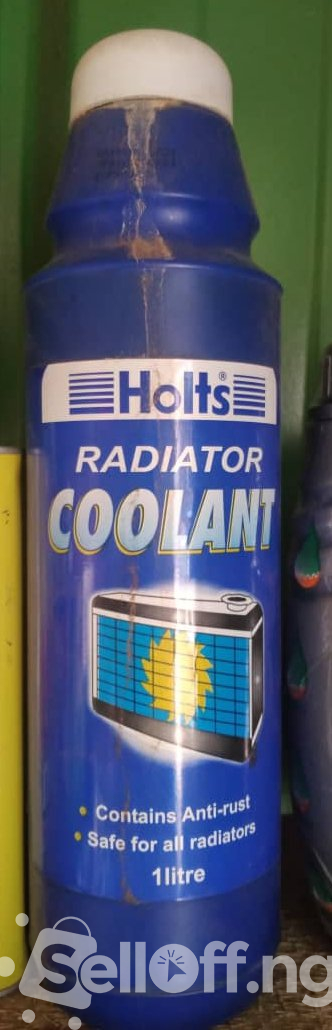 Holts®
RADIATOR
COOLANT
• Contains Anti-rust
• Safe for all radiators
1litre
SellOff.ng